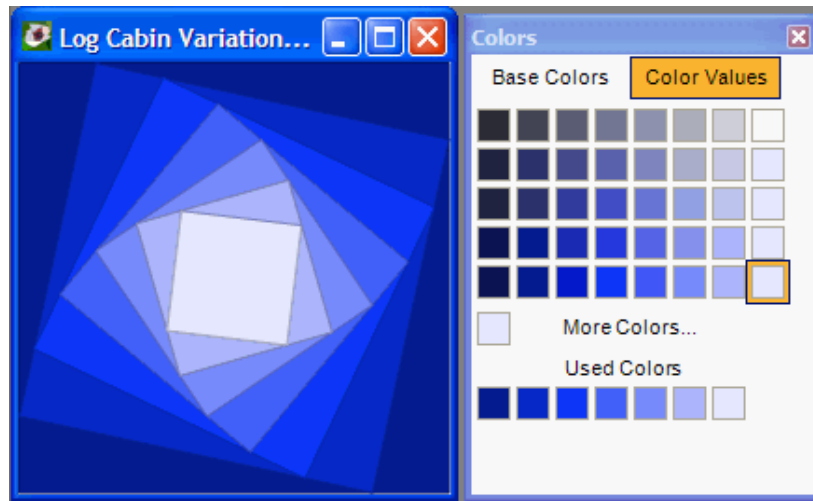 Log Cabin Variation...
Colors
Base Colors Color Values
More Colors...
Used Colors